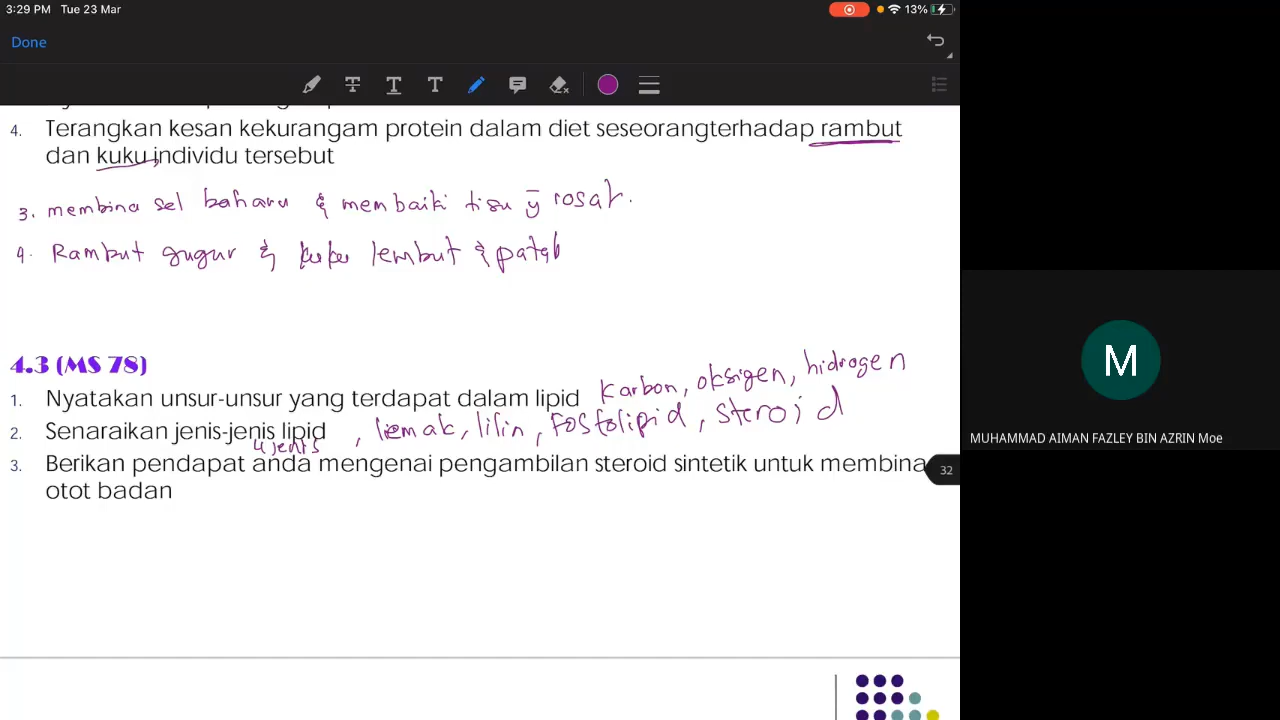 3:29 PM Tue 23 Mar
13%
Done
4. Terangkan kesan kekurangam protein dalam diet seseorangterhadap rambut
dan kuku individu tersebut
3. membina sel baharu & membaiki tisu ȳ rosak.
4. Rambut gugur & kuku lembut & patah
4.3 (MS 78)
1. Nyatakan unsur-unsur yang terdapat dalam lipid karbon, oksigen, hidrogen
2. Senaraikan jenis-jenis lipid , lemak, lilin, fosfolipid, steroid
4 jenis
3. Berikan pendapat anda mengenai pengambilan steroid sintetik untuk membina
otot badan
32
M
MUHAMMAD AIMAN FAZLEY BIN AZRIN Moe